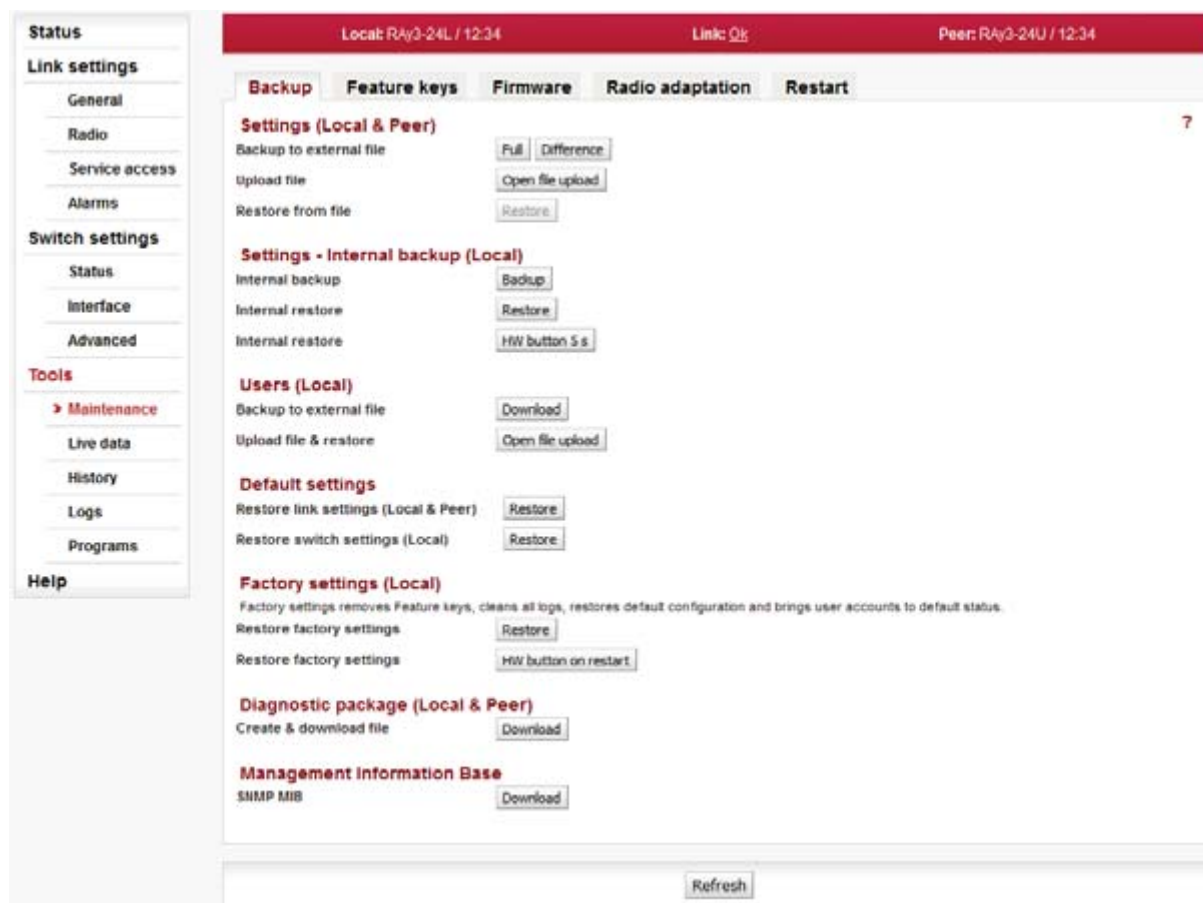 Status
Link settings
General
Radio
Service access
Alarms
Switch settings
Status
Interface
Advanced
Tools
> Maintenance
Live data
History
Logs
Programs
Help
Local: RAy3-24L / 12:34 Link: Ok Peer: RAy3-24U / 12:34
Backup Feature keys Firmware Radio adaptation Restart
Settings (Local & Peer) ?
Backup to external file Full Difference
Upload file Open file upload
Restore from file Restore
Settings - Internal backup (Local)
Internal backup Backup
Internal restore Restore
Internal restore HW button 5 s
Users (Local)
Backup to external file Download
Upload file & restore Open file upload
Default settings
Restore link settings (Local & Peer) Restore
Restore switch settings (Local) Restore
Factory settings (Local)
Factory settings removes Feature keys, cleans all logs, restores default configuration and brings user accounts to default status.
Restore factory settings Restore
Restore factory settings HW button on restart
Diagnostic package (Local & Peer)
Create & download file Download
Management Information Base
SNMP MIB Download
Refresh